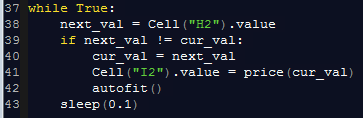 37 while True:
38     next_val = Cell("H2").value
39     if next_val != cur_val:
40         cur_val = next_val
41         Cell("I2").value = price(cur_val)
42         autofit()
43     sleep(0.1)